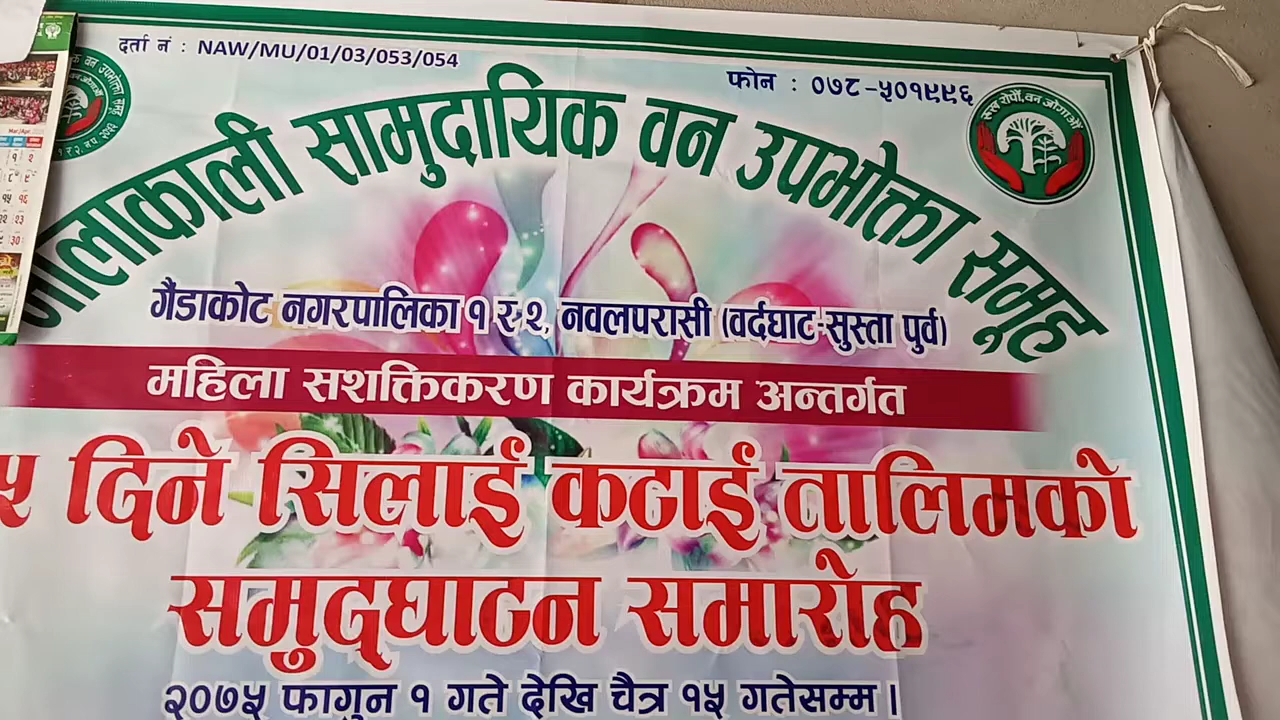 दर्ता नं : NAW/MU/01/03/053/054
फोन : ०७८-५०१९९६
सामुदायिक वन उपभोक्ता समूह
गैंडाकोट नगरपालिका १ र २, नवलपरासी (वर्दघाट-सुस्ता पुर्व)
महिला सशक्तिकरण कार्यक्रम अन्तर्गत
५ दिने सिलाई कटाई तालिमको
समुद्घाटन समारोह
२०७५ फागुन १ गते देखि चैत्र १५ गतेसम्म।